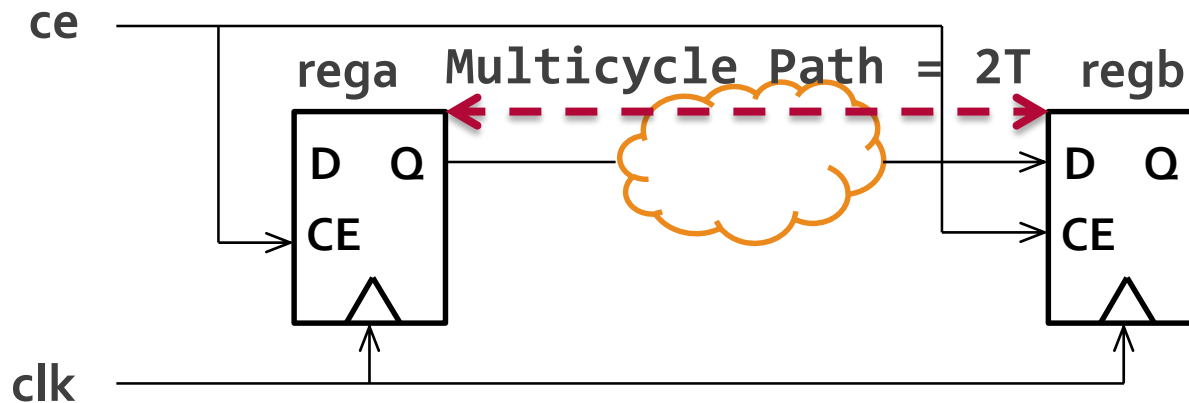 ce
rega Multicycle Path = 2T regb
D Q D Q
CE CE
clk